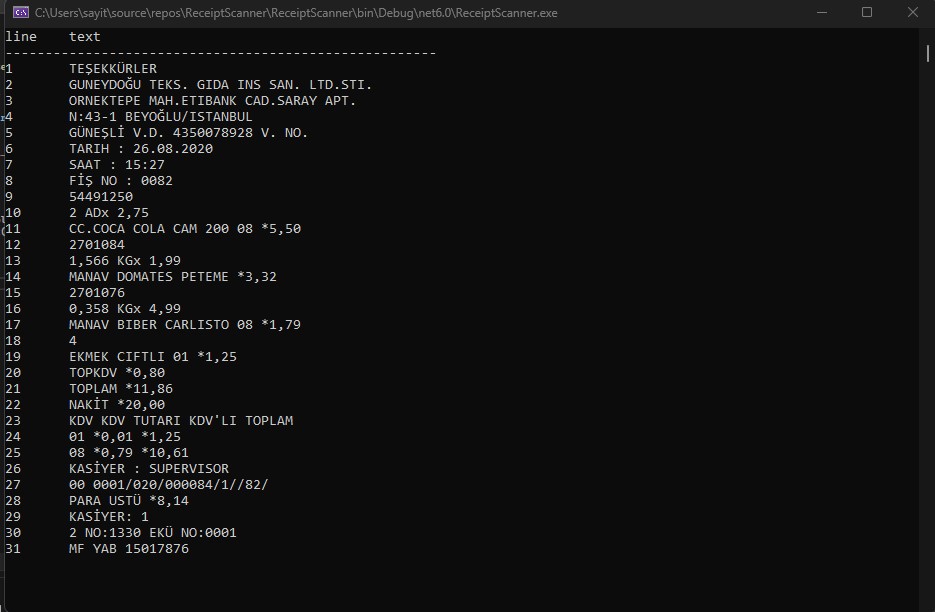 C:\Users\sayit\source\repos\ReceiptScanner\ReceiptScanner\bin\Debug\net6.0\ReceiptScanner.exe
line text
------------------------------------------------------
1 TEŞEKKÜRLER
2 GUNEYDOĞU TEKS. GIDA INS SAN. LTD.STI.
3 ORNEKTEPE MAH.ETIBANK CAD.SARAY APT.
4 N:43-1 BEYOĞLU/ISTANBUL
5 GÜNEŞLİ V.D. 4350078928 V. NO.
6 TARIH : 26.08.2020
7 SAAT : 15:27
8 FİŞ NO : 0082
9 54491250
10 2 ADx 2,75
11 CC.COCA COLA CAM 200 08 *5,50
12 2701084
13 1,566 KGx 1,99
14 MANAV DOMATES PETEME *3,32
15 2701076
16 0,358 KGx 4,99
17 MANAV BIBER CARLISTO 08 *1,79
18 4
19 EKMEK CIFTLI 01 *1,25
20 TOPKDV *0,80
21 TOPLAM *11,86
22 NAKİT *20,00
23 KDV KDV TUTARI KDV'LI TOPLAM
24 01 *0,01 *1,25
25 08 *0,79 *10,61
26 KASİYER : SUPERVISOR
27 00 0001/020/000084/1//82/
28 PARA USTÜ *8,14
29 KASİYER: 1
30 2 NO:1330 EKÜ NO:0001
31 MF YAB 15017876